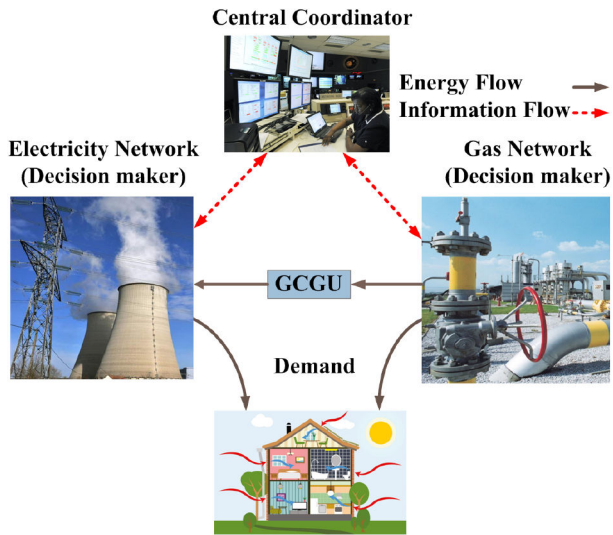 Central Coordinator
Energy Flow
Information Flow
Electricity Network
(Decision maker)
Gas Network
(Decision maker)
GCGU
Demand